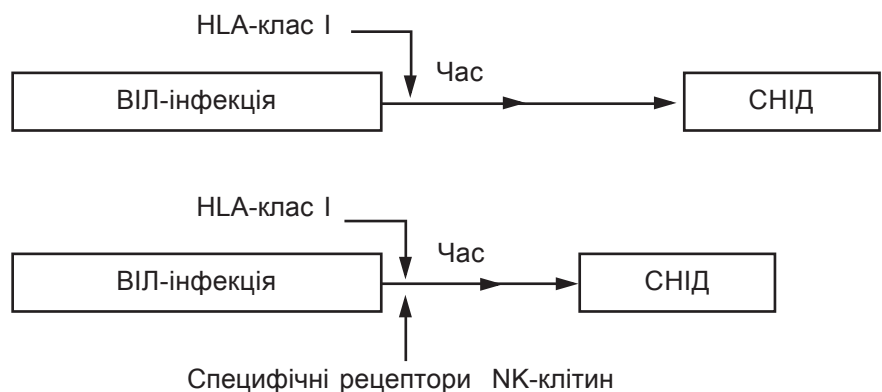 HLA-клас I
Час
ВІЛ-інфекція
СНІД
HLA-клас I
Час
ВІЛ-інфекція
СНІД
Специфічні рецептори NK-клітин